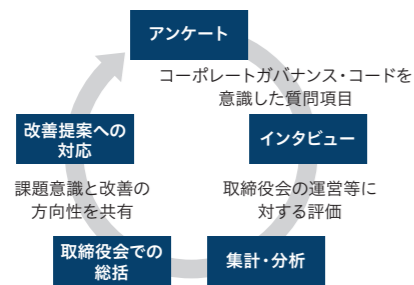 アンケート
コーポレートガバナンス・コードを
意識した質問項目
インタビュー
取締役会の運営等に
対する評価
集計・分析
取締役会での
総括
課題意識と改善の
方向性を共有
改善提案への
対応